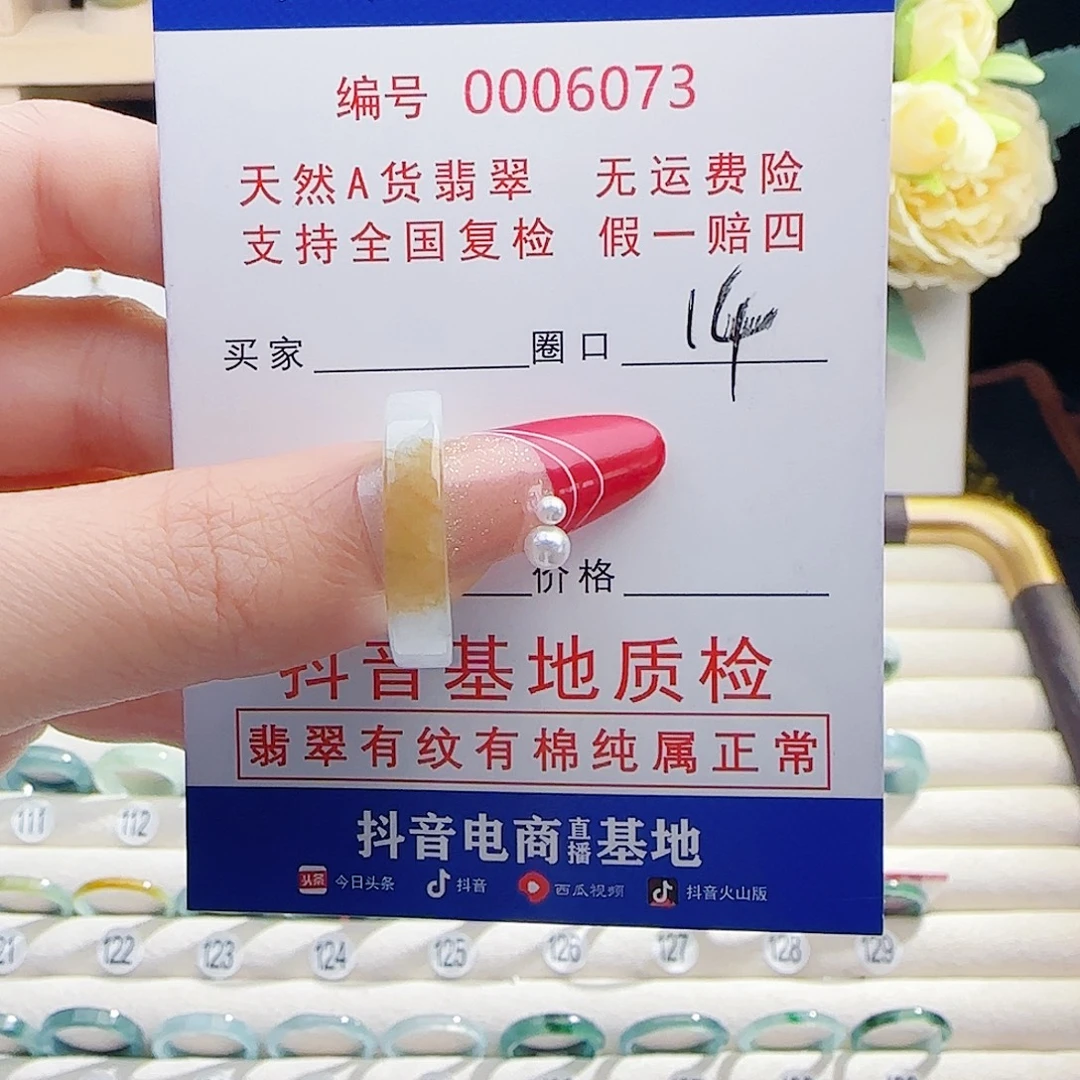 编号 0006073
天然A货翡翠 无运费险
支持全国复检 假一赔四
买家 圈口 14
价格
抖音基地质检
翡翠有纹有棉纯属正常
抖音电商直播基地
头条 今日头条 抖音 西瓜视频 抖音火山版
111 112
121 122 123 124 125 126 127 128 129